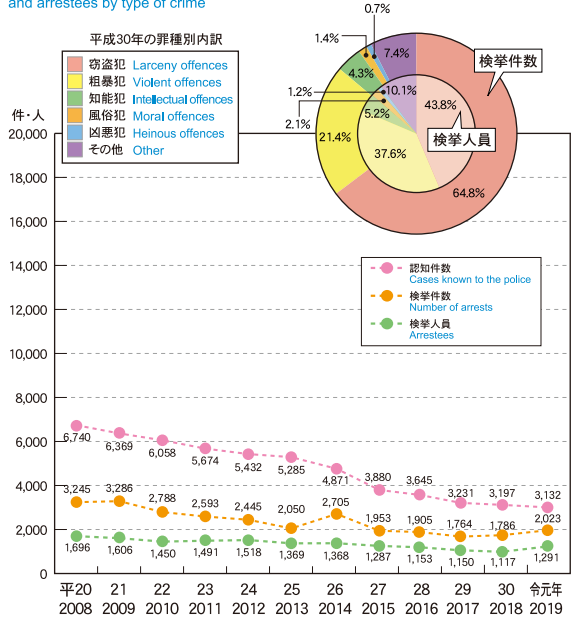 and arrestees by type of crime
平成30年の罪種別内訳
窃盗犯 Larceny offences
粗暴犯 Violent offences
知能犯 Intellectual offences
風俗犯 Moral offences
凶悪犯 Heinous offences
その他 Other
0.7%
1.4%
7.4%
4.3%
1.2%
10.1%
2.1%
5.2%
43.8%
21.4%
37.6%
64.8%
検挙件数
検挙人員
件・人
20,000
18,000
16,000
14,000
12,000
10,000
8,000
6,000
4,000
2,000
0
認知件数
Cases known to the police
検挙件数
Number of arrests
検挙人員
Arrestees
6,740 6,369 6,058 5,674 5,432 5,285 4,871 3,880 3,645 3,231 3,197 3,132
3,245 3,286 2,788 2,593 2,445 2,050 2,705 1,953 1,905 1,764 1,786 2,023
1,696 1,606 1,450 1,491 1,518 1,369 1,368 1,287 1,153 1,150 1,117 1,291
平20 21 22 23 24 25 26 27 28 29 30 令元年
2008 2009 2010 2011 2012 2013 2014 2015 2016 2017 2018 2019